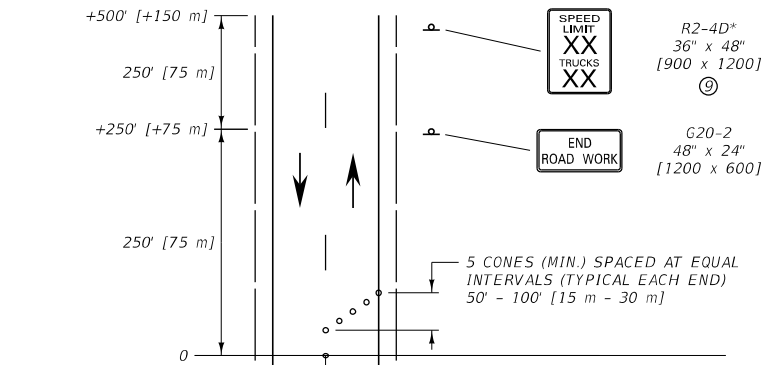 +500' [+150 m]
SPEED
LIMIT
XX
TRUCKS
XX
R2-4D*
36" x 48"
[900 x 1200]
9
250' [75 m]
+250' [+75 m]
END
ROAD WORK
G20-2
48" x 24"
[1200 x 600]
250' [75 m]
5 CONES (MIN.) SPACED AT EQUAL
INTERVALS (TYPICAL EACH END)
50' - 100' [15 m - 30 m]
0